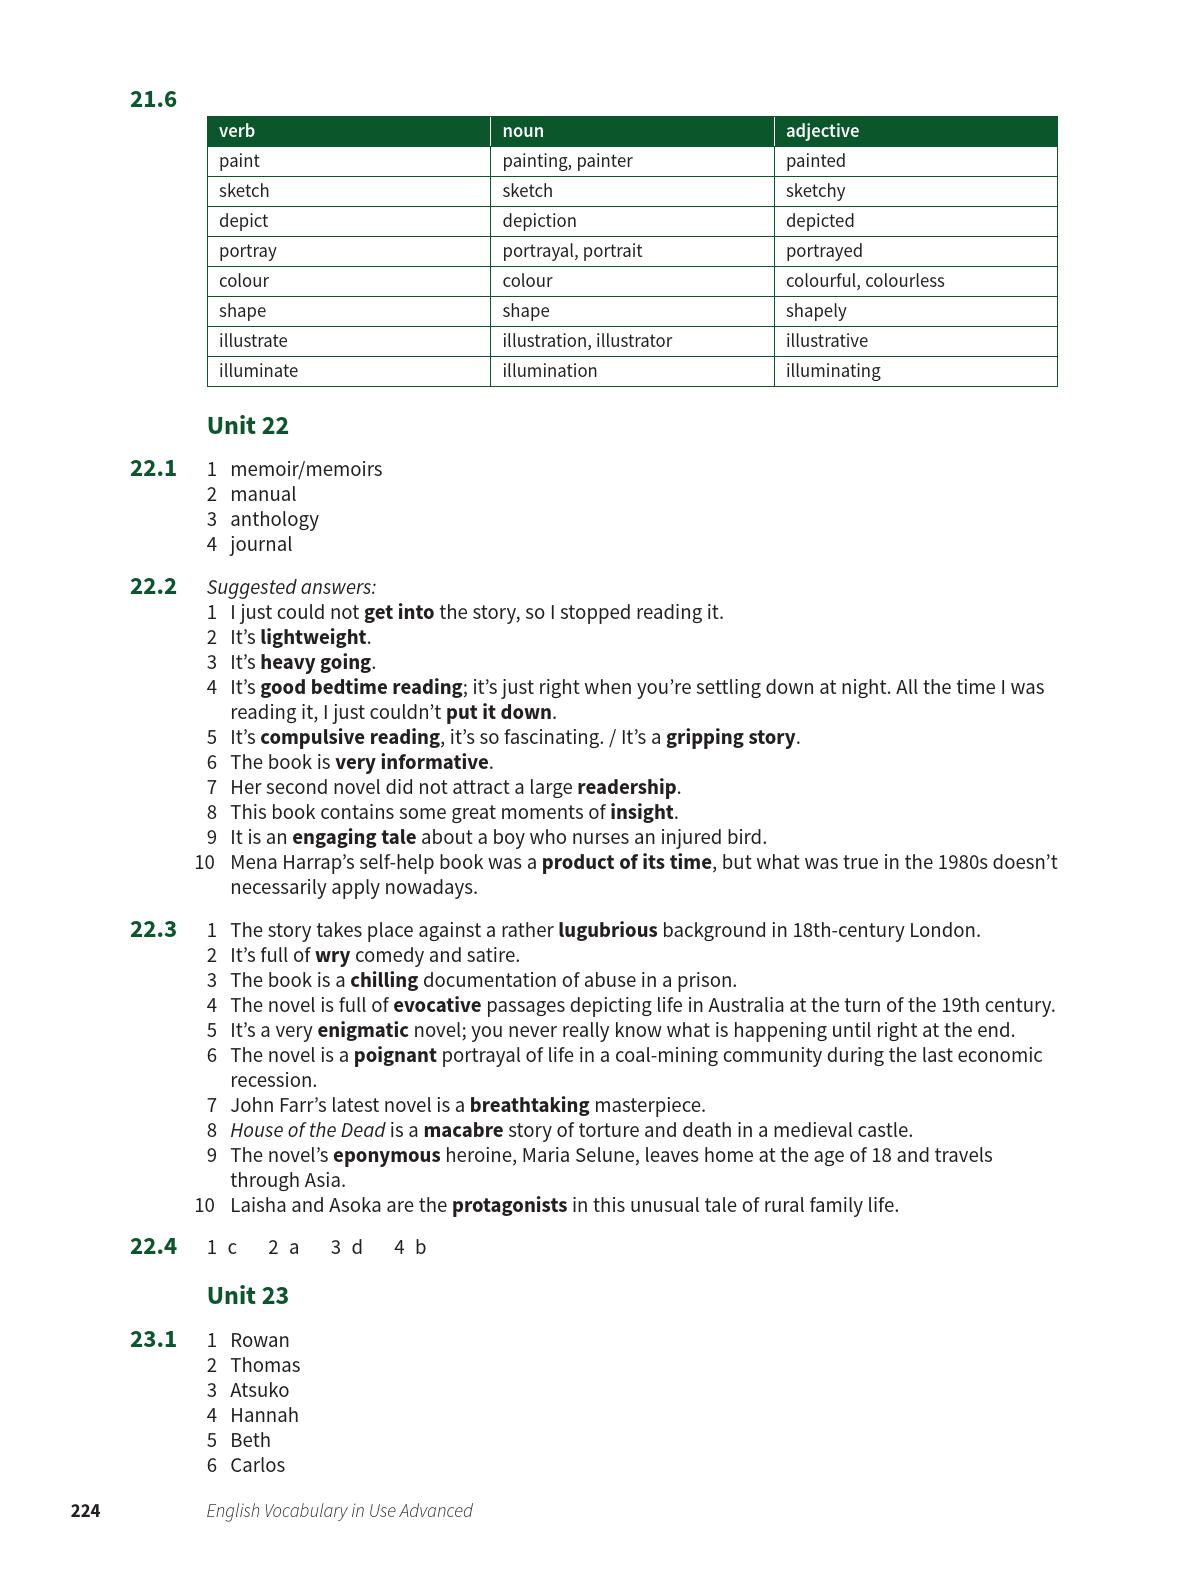 21.6
verb noun adjective
paint painting, painter painted
sketch sketch sketchy
depict depiction depicted
portray portrayal, portrait portrayed
colour colour colourful, colourless
shape shape shapely
illustrate illustration, illustrator illustrative
illuminate illumination illuminating
Unit 22
22.1 1 memoir/memoirs
2 manual
3 anthology
4 journal
22.2 Suggested answers:
1 I just could not get into the story, so I stopped reading it.
2 It’s lightweight.
3 It’s heavy going.
4 It’s good bedtime reading; it’s just right when you’re settling down at night. All the time I was
reading it, I just couldn’t put it down.
5 It’s compulsive reading, it’s so fascinating. / It’s a gripping story.
6 The book is very informative.
7 Her second novel did not attract a large readership.
8 This book contains some great moments of insight.
9 It is an engaging tale about a boy who nurses an injured bird.
10 Mena Harrap’s self-help book was a product of its time, but what was true in the 1980s doesn’t
necessarily apply nowadays.
22.3 1 The story takes place against a rather lugubrious background in 18th-century London.
2 It’s full of wry comedy and satire.
3 The book is a chilling documentation of abuse in a prison.
4 The novel is full of evocative passages depicting life in Australia at the turn of the 19th century.
5 It’s a very enigmatic novel; you never really know what is happening until right at the end.
6 The novel is a poignant portrayal of life in a coal-mining community during the last economic
recession.
7 John Farr’s latest novel is a breathtaking masterpiece.
8 House of the Dead is a macabre story of torture and death in a medieval castle.
9 The novel’s eponymous heroine, Maria Selune, leaves home at the age of 18 and travels
through Asia.
10 Laisha and Asoka are the protagonists in this unusual tale of rural family life.
22.4 1 c 2 a 3 d 4 b
Unit 23
23.1 1 Rowan
2 Thomas
3 Atsuko
4 Hannah
5 Beth
6 Carlos
224 English Vocabulary in Use Advanced